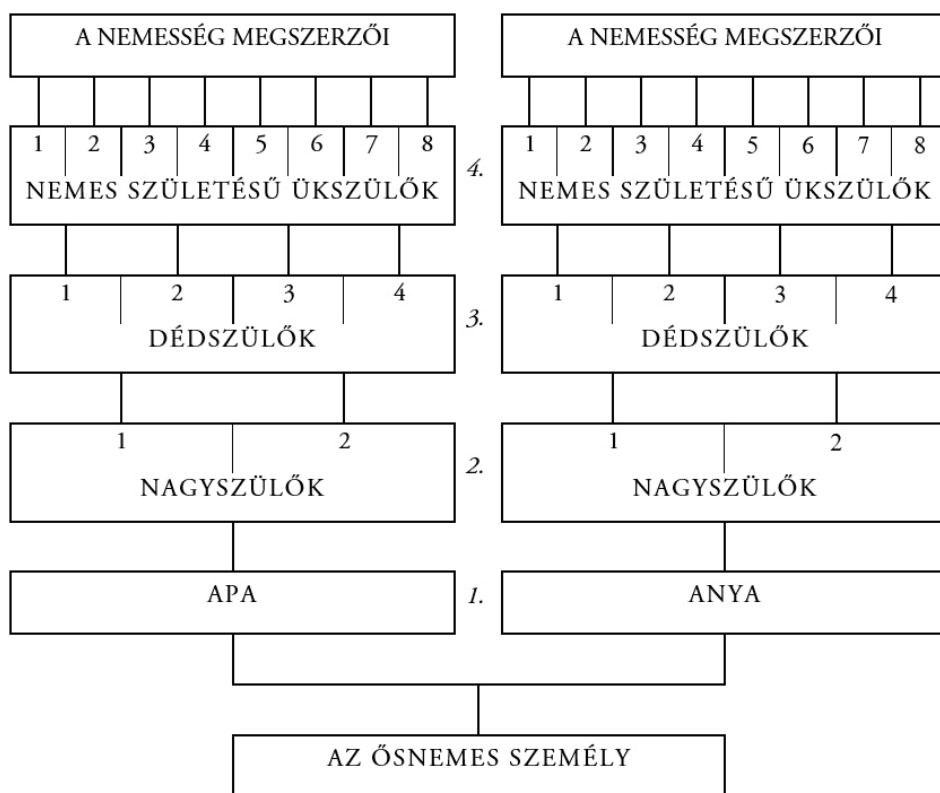 A NEMESSÉG MEGSZERZŐI A NEMESSÉG MEGSZERZŐI
1 2 3 4 5 6 7 8 1 2 3 4 5 6 7 8
4.
NEMES SZÜLETÉSŰ ÜKSZÜLŐK NEMES SZÜLETÉSŰ ÜKSZÜLŐK
1 2 3 4 1 2 3 4
3.
DÉDSZÜLŐK DÉDSZÜLŐK
1 2 1 2
2.
NAGYSZÜLŐK NAGYSZÜLŐK
APA 1. ANYA
AZ ŐSNEMES SZEMÉLY